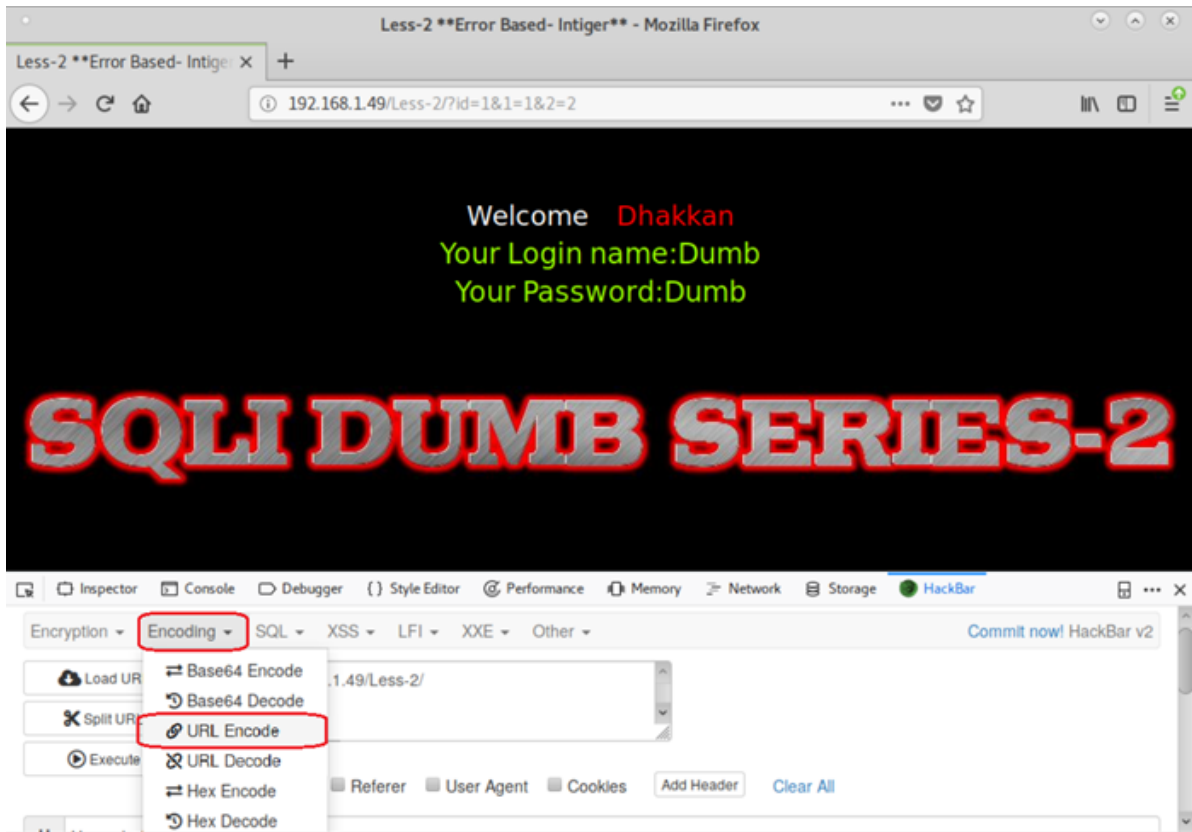 Less-2 **Error Based- Intiger** - Mozilla Firefox
Less-2 **Error Based- Intiger
192.168.1.49/Less-2/?id=1&1=1&2=2
Welcome Dhakkan
Your Login name:Dumb
Your Password:Dumb
SQLI DUMB SERIES-2
Inspector Console Debugger {} Style Editor Performance Memory Network Storage HackBar
Encryption Encoding SQL XSS LFI XXE Other Commit now! HackBar v2
Load UR Base64 Encode .1.49/Less-2/
Base64 Decode
Split URL URL Encode
Execute URL Decode
Referer User Agent Cookies Add Header Clear All
Hex Encode
Hex Decode